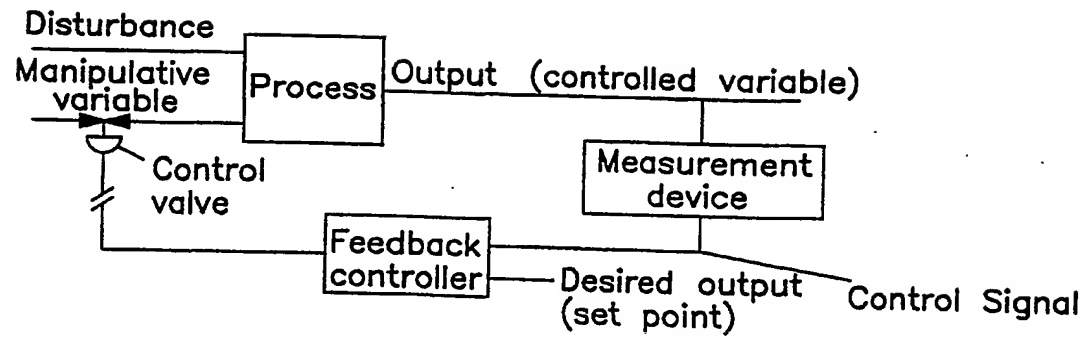 Disturbance
Manipulative
variable
Process
Output (controlled variable)
Control
valve
Measurement
device
Feedback
controller
Desired output
(set point)
Control Signal